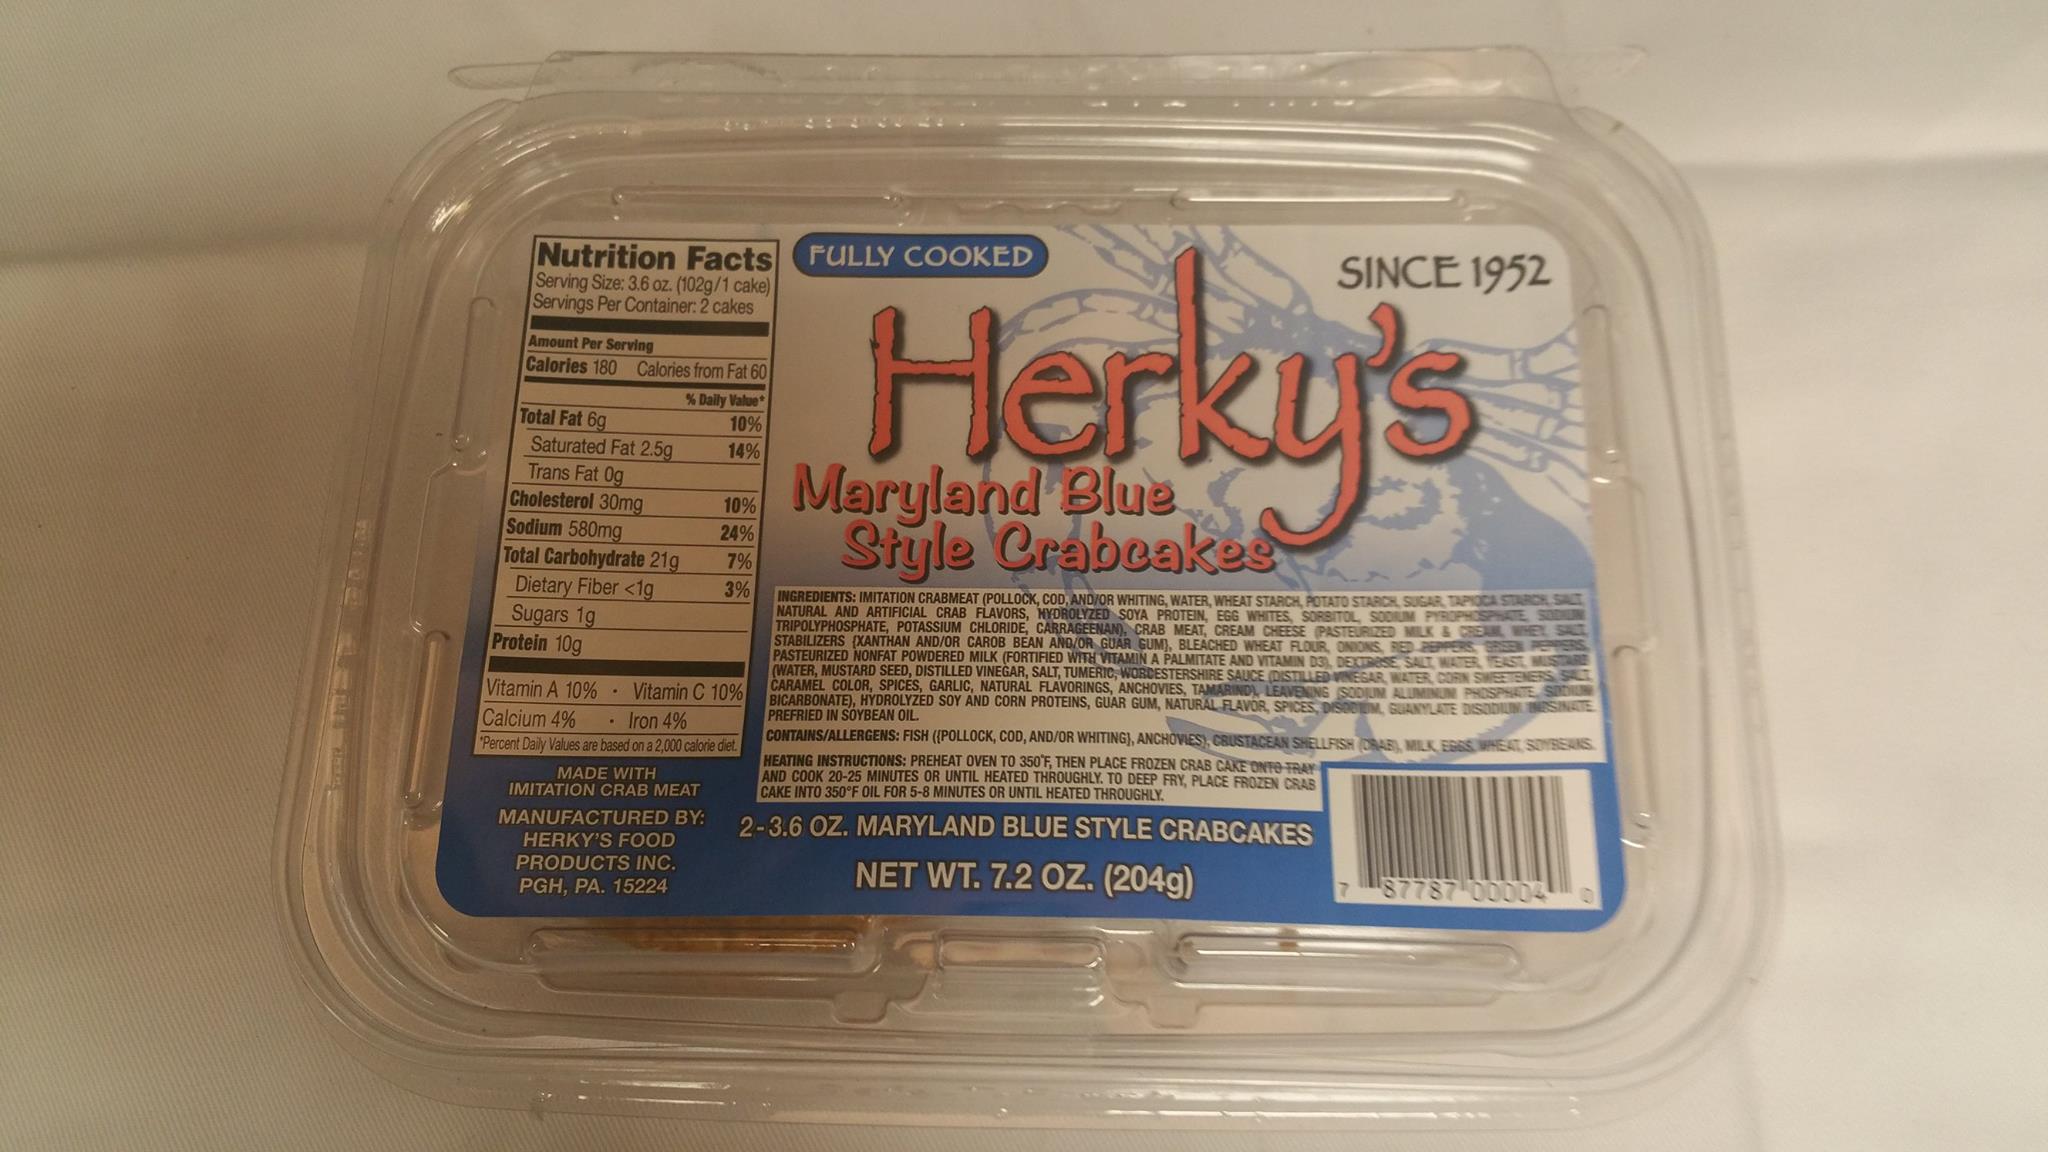 Nutrition Facts
Serving Size: 3.6 oz. (102g/1 cake)
Servings Per Container: 2 cakes
Amount Per Serving
Calories 180 Calories from Fat 60
% Daily Value*
Total Fat 6g 10%
Saturated Fat 2.5g 14%
Trans Fat 0g
Cholesterol 30mg 10%
Sodium 580mg 24%
Total Carbohydrate 21g 7%
Dietary Fiber <1g 3%
Sugars 1g
Protein 10g
Vitamin A 10% • Vitamin C 10%
Calcium 4% • Iron 4%
*Percent Daily Values are based on a 2,000 calorie diet.
MADE WITH
IMITATION CRAB MEAT
MANUFACTURED BY:
HERKY'S FOOD
PRODUCTS INC.
PGH, PA. 15224
FULLY COOKED
SINCE 1952
Herky's
Maryland Blue
Style Crabcakes
INGREDIENTS: IMITATION CRABMEAT (POLLOCK, COD, AND/OR WHITING, WATER, WHEAT STARCH, POTATO STARCH, SUGAR, TAPIOCA STARCH, SALT,
NATURAL AND ARTIFICIAL CRAB FLAVORS, HYDROLYZED SOYA PROTEIN, EGG WHITES, SORBITOL, SODIUM PYROPHOSPHATE, SODIUM
TRIPOLYPHOSPHATE, POTASSIUM CHLORIDE, CARRAGEENAN), CRAB MEAT, CREAM CHEESE (PASTEURIZED MILK & CREAM, WHEY, SALT,
STABILIZERS {XANTHAN AND/OR CAROB BEAN AND/OR GUAR GUM}, BLEACHED WHEAT FLOUR, ONIONS, RED PEPPERS, GREEN PEPPERS,
PASTEURIZED NONFAT POWDERED MILK (FORTIFIED WITH VITAMIN A PALMITATE AND VITAMIN D3), DEXTROSE, SALT, WATER, YEAST, MUSTARD
(WATER, MUSTARD SEED, DISTILLED VINEGAR, SALT, TUMERIC, WORCESTERSHIRE SAUCE (DISTILLED VINEGAR, WATER, CORN SWEETENERS, SALT,
CARAMEL COLOR, SPICES, GARLIC, NATURAL FLAVORINGS, ANCHOVIES, TAMARIND), LEAVENING (SODIUM ALUMINUM PHOSPHATE, SODIUM
BICARBONATE), HYDROLYZED SOY AND CORN PROTEINS, GUAR GUM, NATURAL FLAVOR, SPICES, DISODIUM, GUANYLATE DISODIUM INOSINATE.
PREFRIED IN SOYBEAN OIL.
CONTAINS/ALLERGENS: FISH ({POLLOCK, COD, AND/OR WHITING}, ANCHOVIES), CRUSTACEAN SHELLFISH (CRAB), MILK, EGGS, WHEAT, SOYBEANS.
HEATING INSTRUCTIONS: PREHEAT OVEN TO 350°F, THEN PLACE FROZEN CRAB CAKE ONTO TRAY
AND COOK 20-25 MINUTES OR UNTIL HEATED THROUGHLY. TO DEEP FRY, PLACE FROZEN CRAB
CAKE INTO 350°F OIL FOR 5-8 MINUTES OR UNTIL HEATED THROUGHLY.
2-3.6 OZ. MARYLAND BLUE STYLE CRABCAKES
NET WT. 7.2 OZ. (204g)
7 87787 00004 0